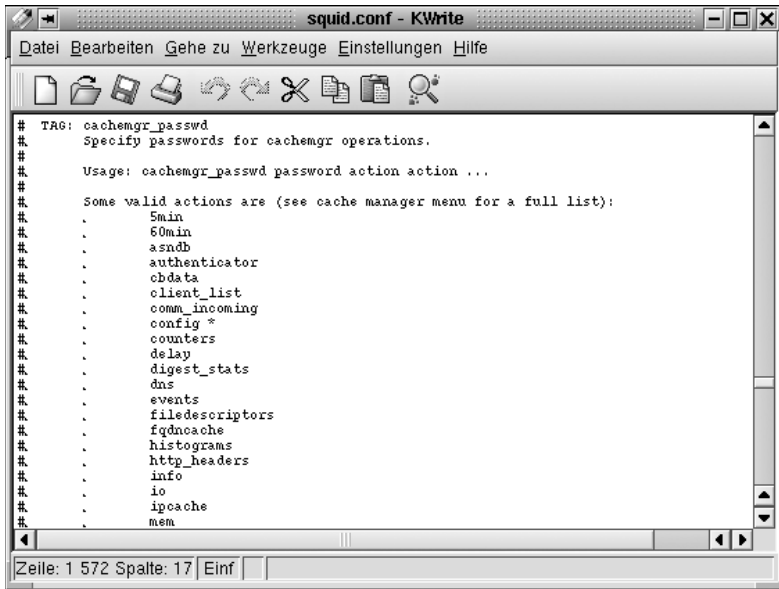 squid.conf - KWrite
Datei Bearbeiten Gehe zu Werkzeuge Einstellungen Hilfe
# TAG: cachemgr_passwd
# Specify passwords for cachemgr operations.
#
# Usage: cachemgr_passwd password action action ...
#
# Some valid actions are (see cache manager menu for a full list):
# 5min
# 60min
# asndb
# authenticator
# cbdata
# client_list
# comm_incoming
# config *
# counters
# delay
# digest_stats
# dns
# events
# filedescriptors
# fqdncache
# histograms
# http_headers
# info
# io
# ipcache
# mem
Zeile: 1 572 Spalte: 17 Einf